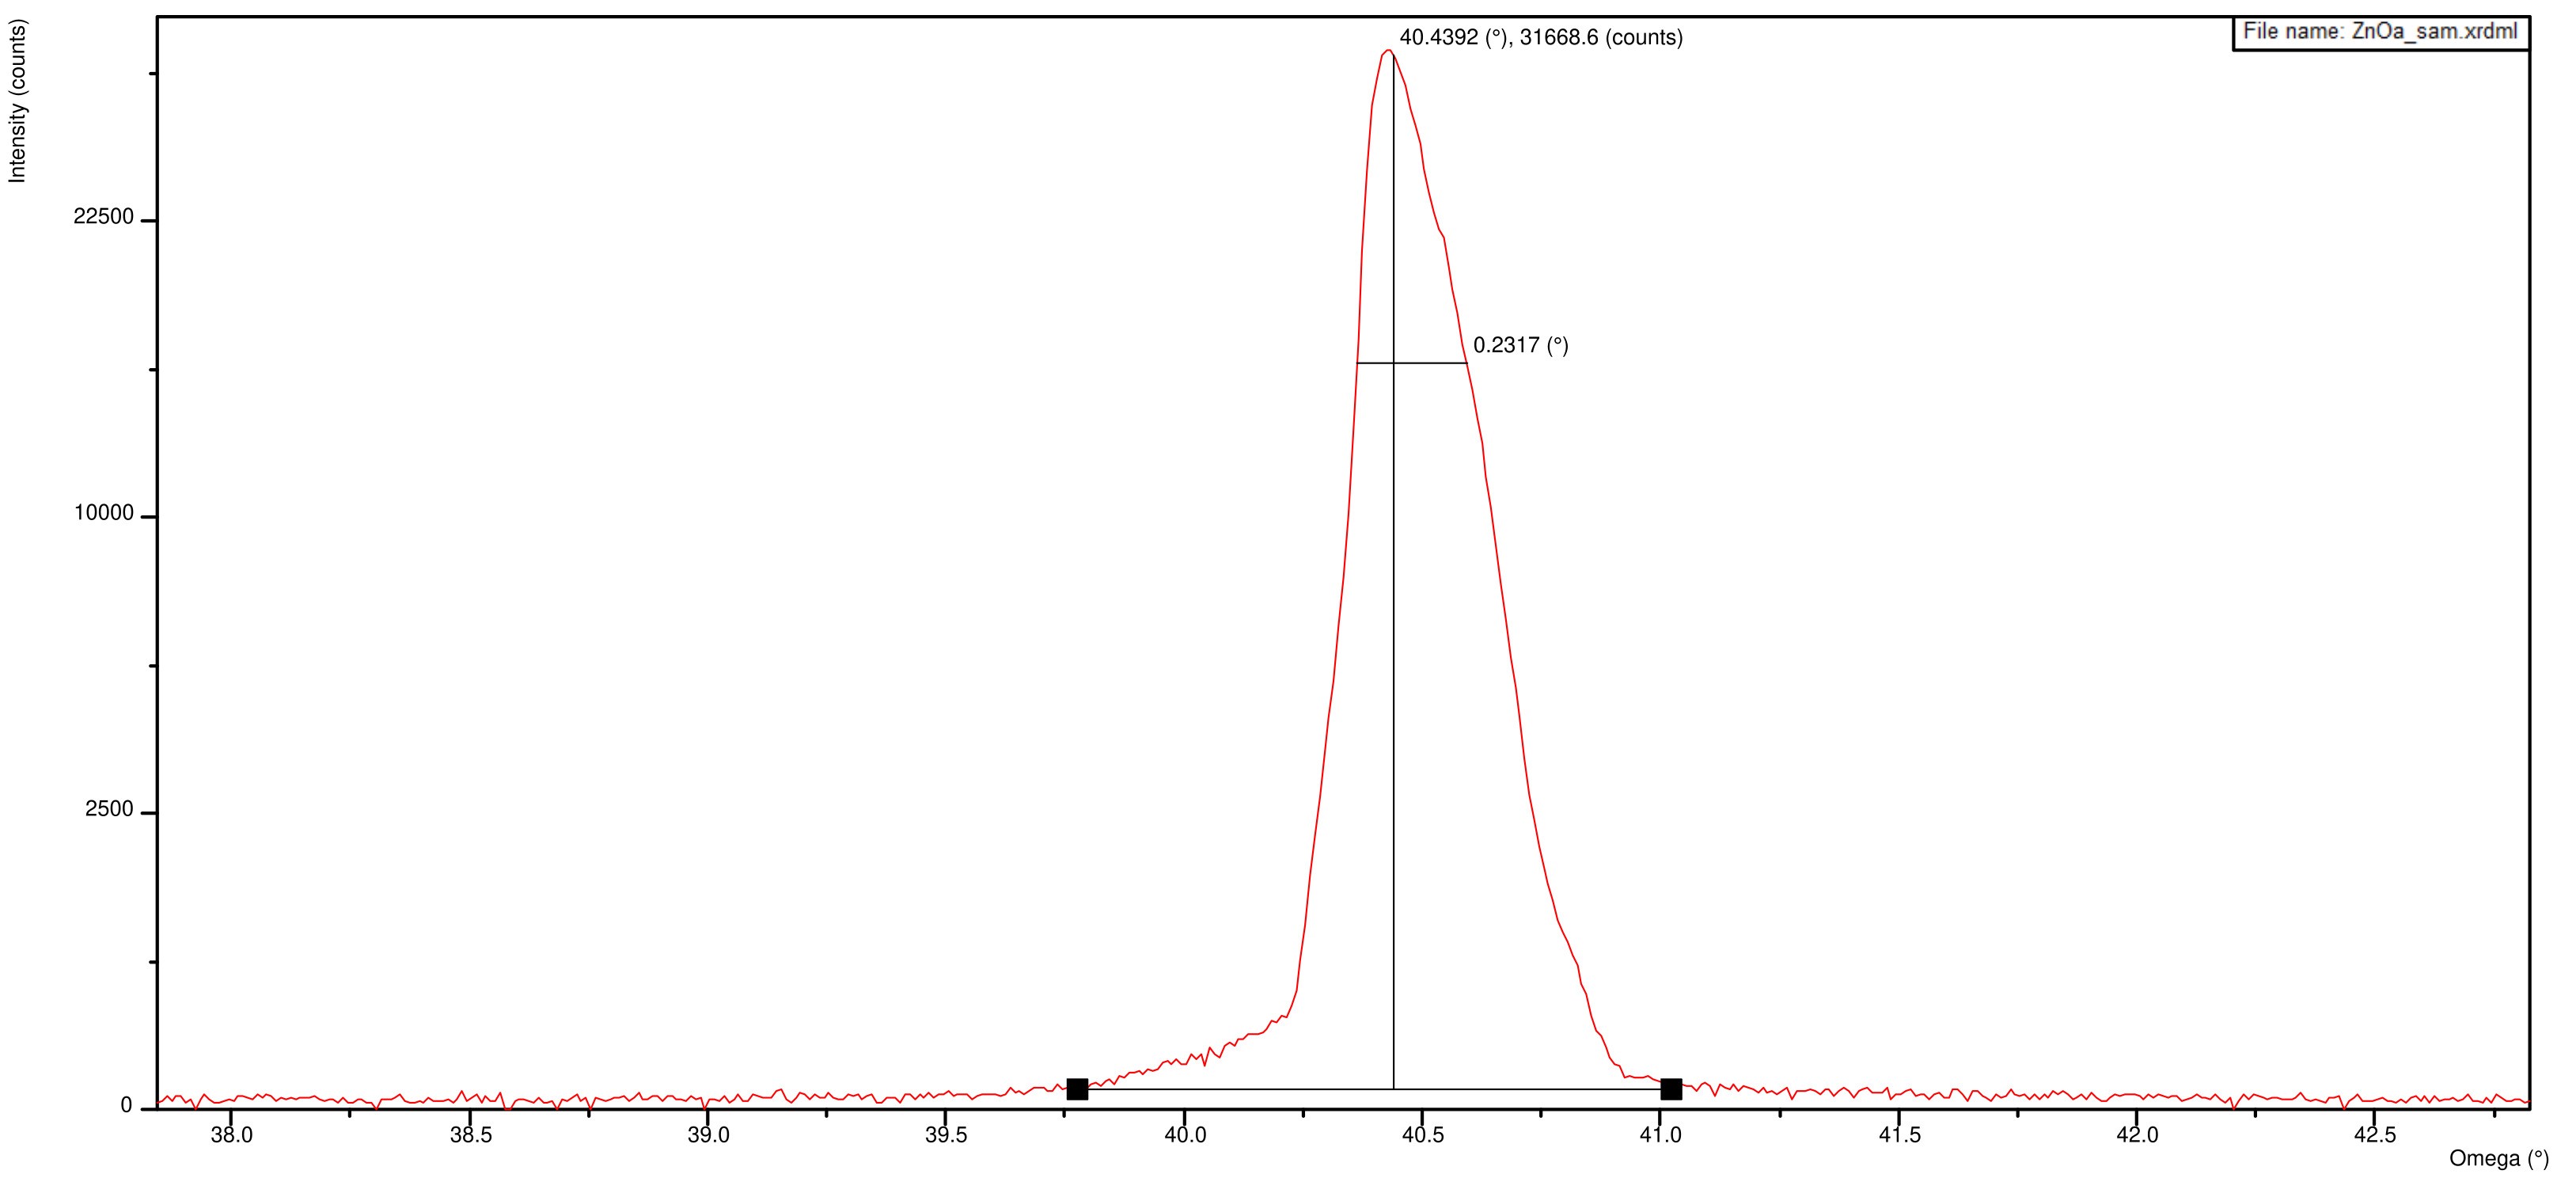 Intensity (counts)
File name: ZnOa_sam.xrdml
40.4392 (°), 31668.6 (counts)
22500
0.2317 (°)
10000
2500
0
38.0 38.5 39.0 39.5 40.0 40.5 41.0 41.5 42.0 42.5
Omega (°)